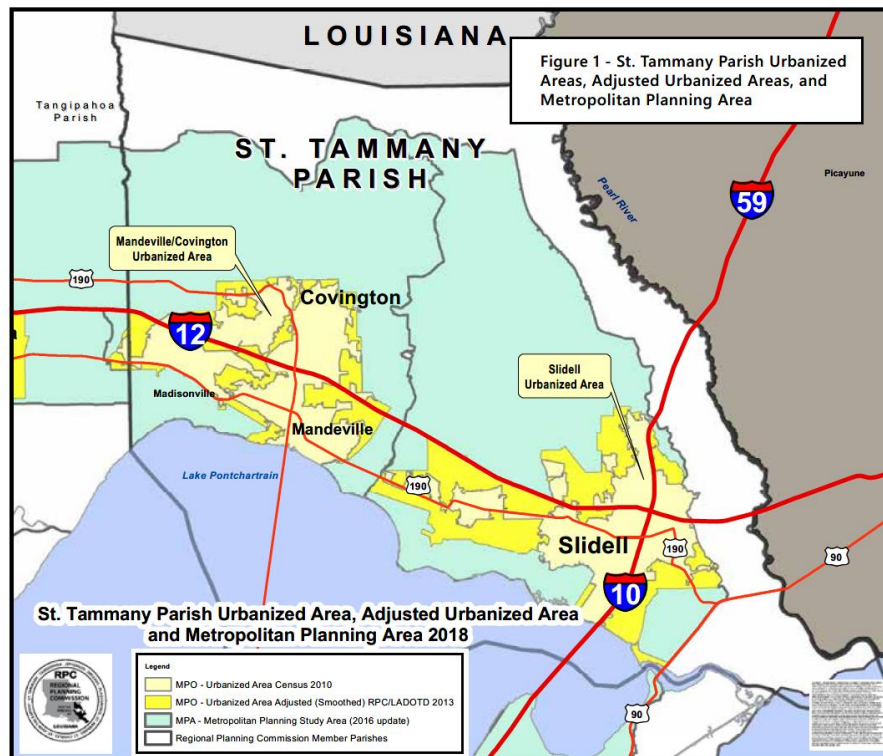 LOUISIANA
Figure 1 - St. Tammany Parish Urbanized
Areas, Adjusted Urbanized Areas, and
Metropolitan Planning Area
Tangipahoa
Parish
ST. TAMMANY
PARISH
Pearl River
Picayune
59
Mandeville/Covington
Urbanized Area
190
Covington
12
Slidell
Urbanized Area
Madisonville
Mandeville
Lake Pontchartrain
190
Slidell
190
90
10
St. Tammany Parish Urbanized Area, Adjusted Urbanized Area
and Metropolitan Planning Area 2018
Legend
MPO - Urbanized Area Census 2010
MPO - Urbanized Area Adjusted (Smoothed) RPC/LADOTD 2013
MPA - Metropolitan Planning Study Area (2016 update)
Regional Planning Commission Member Parishes
RPC
REGIONAL
PLANNING
COMMISSION
LOUISIANA
90